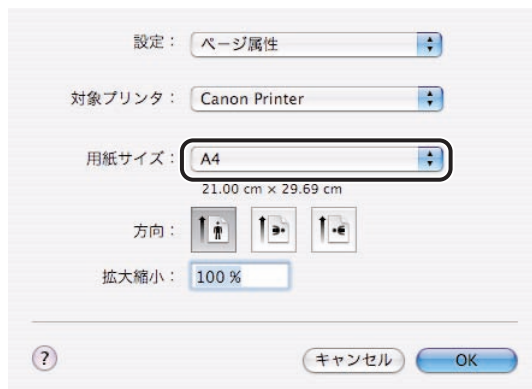 設定： ページ属性
対象プリンタ： Canon Printer
用紙サイズ： A4
21.00 cm × 29.69 cm
方向：
拡大縮小： 100 %
? キャンセル OK